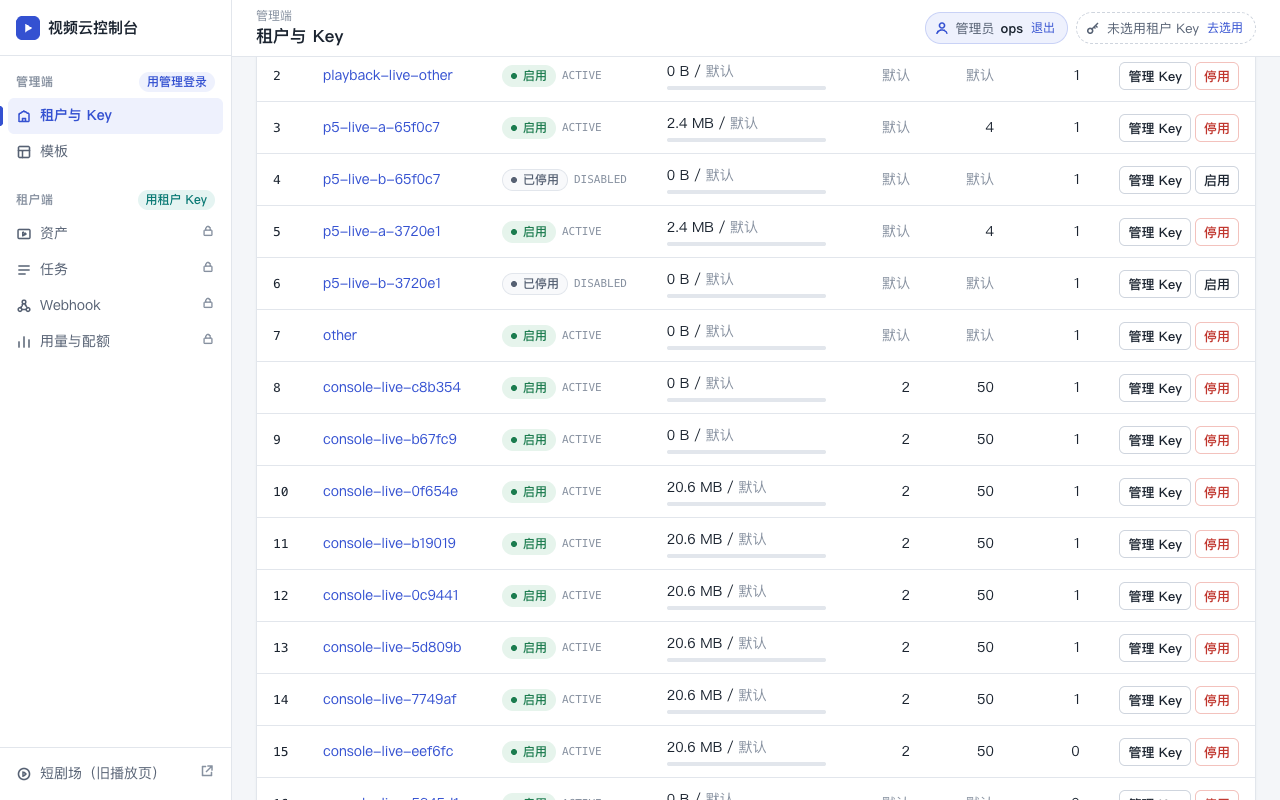 视频云控制台
管理端 用管理登录
租户与 Key
模板
租户端 用租户 Key
资产
任务
Webhook
用量与配额
短剧场（旧播放页）
管理端
租户与 Key
管理员 ops 退出
未选用租户 Key 去选用
2 playback-live-other 启用 ACTIVE 0 B / 默认 默认 默认 1 管理 Key 停用
3 p5-live-a-65f0c7 启用 ACTIVE 2.4 MB / 默认 默认 4 1 管理 Key 停用
4 p5-live-b-65f0c7 已停用 DISABLED 0 B / 默认 默认 默认 1 管理 Key 启用
5 p5-live-a-3720e1 启用 ACTIVE 2.4 MB / 默认 默认 4 1 管理 Key 停用
6 p5-live-b-3720e1 已停用 DISABLED 0 B / 默认 默认 默认 1 管理 Key 启用
7 other 启用 ACTIVE 0 B / 默认 默认 默认 1 管理 Key 停用
8 console-live-c8b354 启用 ACTIVE 0 B / 默认 2 50 1 管理 Key 停用
9 console-live-b67fc9 启用 ACTIVE 0 B / 默认 2 50 1 管理 Key 停用
10 console-live-0f654e 启用 ACTIVE 20.6 MB / 默认 2 50 1 管理 Key 停用
11 console-live-b19019 启用 ACTIVE 20.6 MB / 默认 2 50 1 管理 Key 停用
12 console-live-0c9441 启用 ACTIVE 20.6 MB / 默认 2 50 1 管理 Key 停用
13 console-live-5d809b 启用 ACTIVE 20.6 MB / 默认 2 50 1 管理 Key 停用
14 console-live-7749af 启用 ACTIVE 20.6 MB / 默认 2 50 1 管理 Key 停用
15 console-live-eef6fc 启用 ACTIVE 20.6 MB / 默认 2 50 0 管理 Key 停用
0 B / 默认